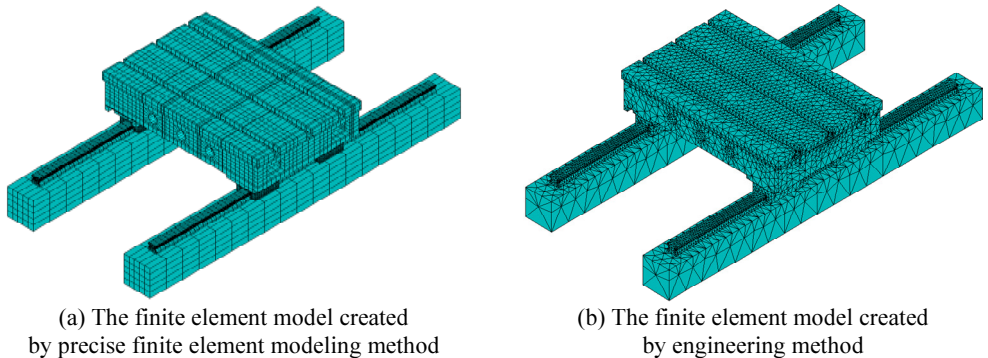 (a) The finite element model created
by precise finite element modeling method
(b) The finite element model created
by engineering method